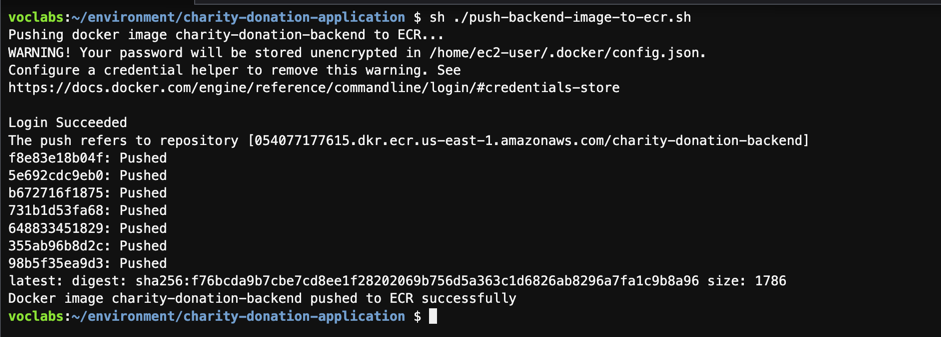 voclabs:~/environment/charity-donation-application $ sh ./push-backend-image-to-ecr.sh
Pushing docker image charity-donation-backend to ECR...
WARNING! Your password will be stored unencrypted in /home/ec2-user/.docker/config.json.
Configure a credential helper to remove this warning. See
https://docs.docker.com/engine/reference/commandline/login/#credentials-store
Login Succeeded
The push refers to repository [054077177615.dkr.ecr.us-east-1.amazonaws.com/charity-donation-backend]
f8e83e18b04f: Pushed
5e692cdc9eb0: Pushed
b672716f1875: Pushed
731b1d53fa68: Pushed
648833451829: Pushed
355ab96b8d2c: Pushed
98b5f35ea9d3: Pushed
latest: digest: sha256:f76bcda9b7cbe7cd8ee1f28202069b756d5a363c1d6826ab8296a7fa1c9b8a96 size: 1786
Docker image charity-donation-backend pushed to ECR successfully
voclabs:~/environment/charity-donation-application $